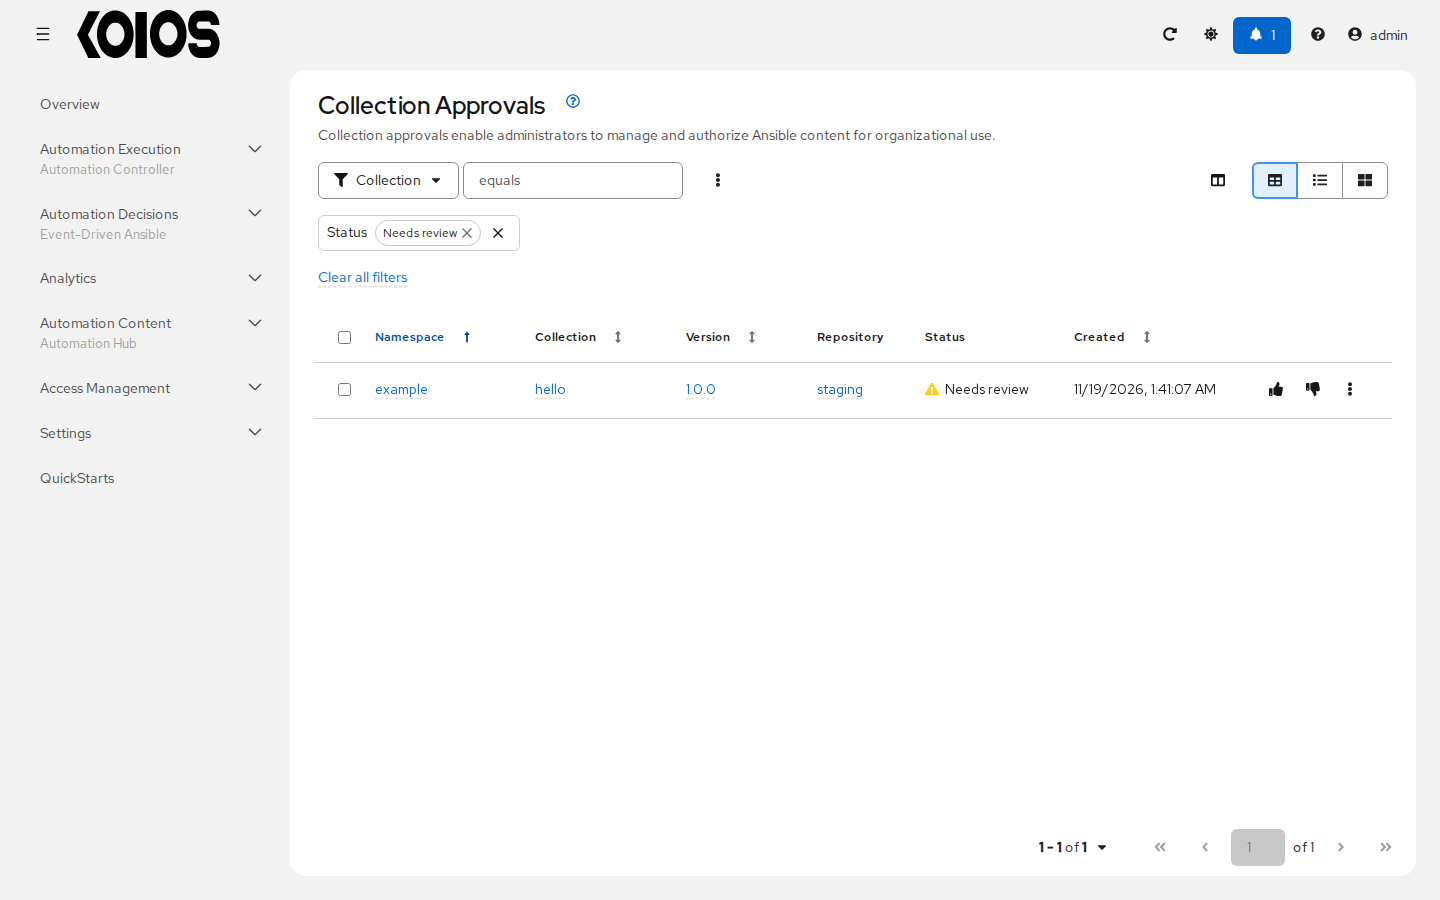 KOIOS
1
admin
Overview
Automation Execution
Automation Controller
Automation Decisions
Event-Driven Ansible
Analytics
Automation Content
Automation Hub
Access Management
Settings
QuickStarts
Collection Approvals
Collection approvals enable administrators to manage and authorize Ansible content for organizational use.
Collection equals
Status Needs review
Clear all filters
Namespace Collection Version Repository Status Created
example hello 1.0.0 staging Needs review 11/19/2026, 1:41:07 AM
1 - 1 of 1 1 of 1